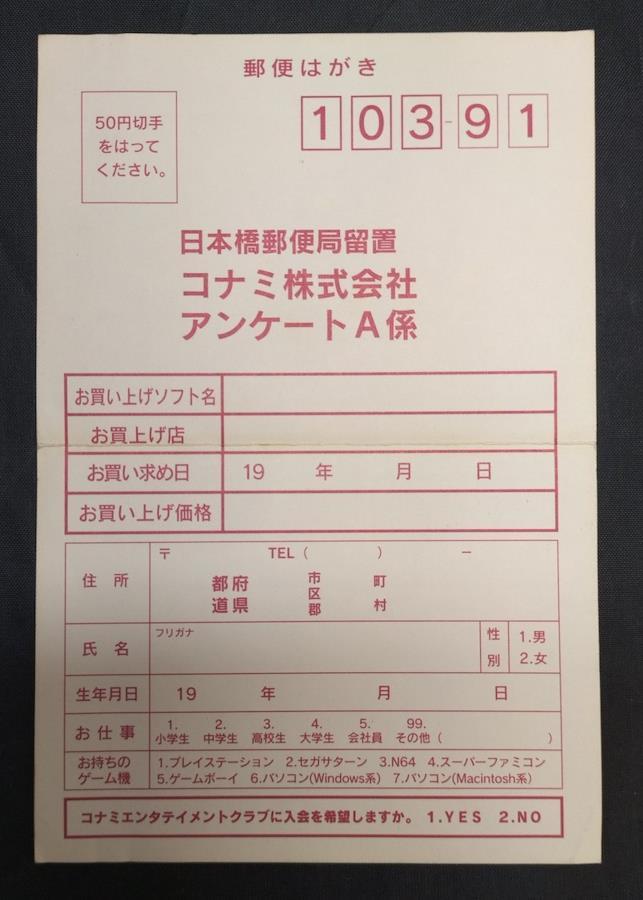 郵便はがき
50円切手
をはって
ください。
103-91
日本橋郵便局留置
コナミ株式会社
アンケートA係
お買い上げソフト名
お買上げ店
お買い求め日 19 年 月 日
お買い上げ価格
住所 〒 TEL( ) −
都府 市 町
道県 区 村
郡
氏名 フリガナ 性別 1.男
2.女
生年月日 19 年 月 日
お仕事 1. 2. 3. 4. 5. 99.
小学生 中学生 高校生 大学生 会社員 その他( )
お持ちの 1.プレイステーション 2.セガサターン 3.N64 4.スーパーファミコン
ゲーム機 5.ゲームボーイ 6.パソコン(Windows系) 7.パソコン(Macintosh系)
コナミエンタテイメントクラブに入会を希望しますか。 1.YES 2.NO